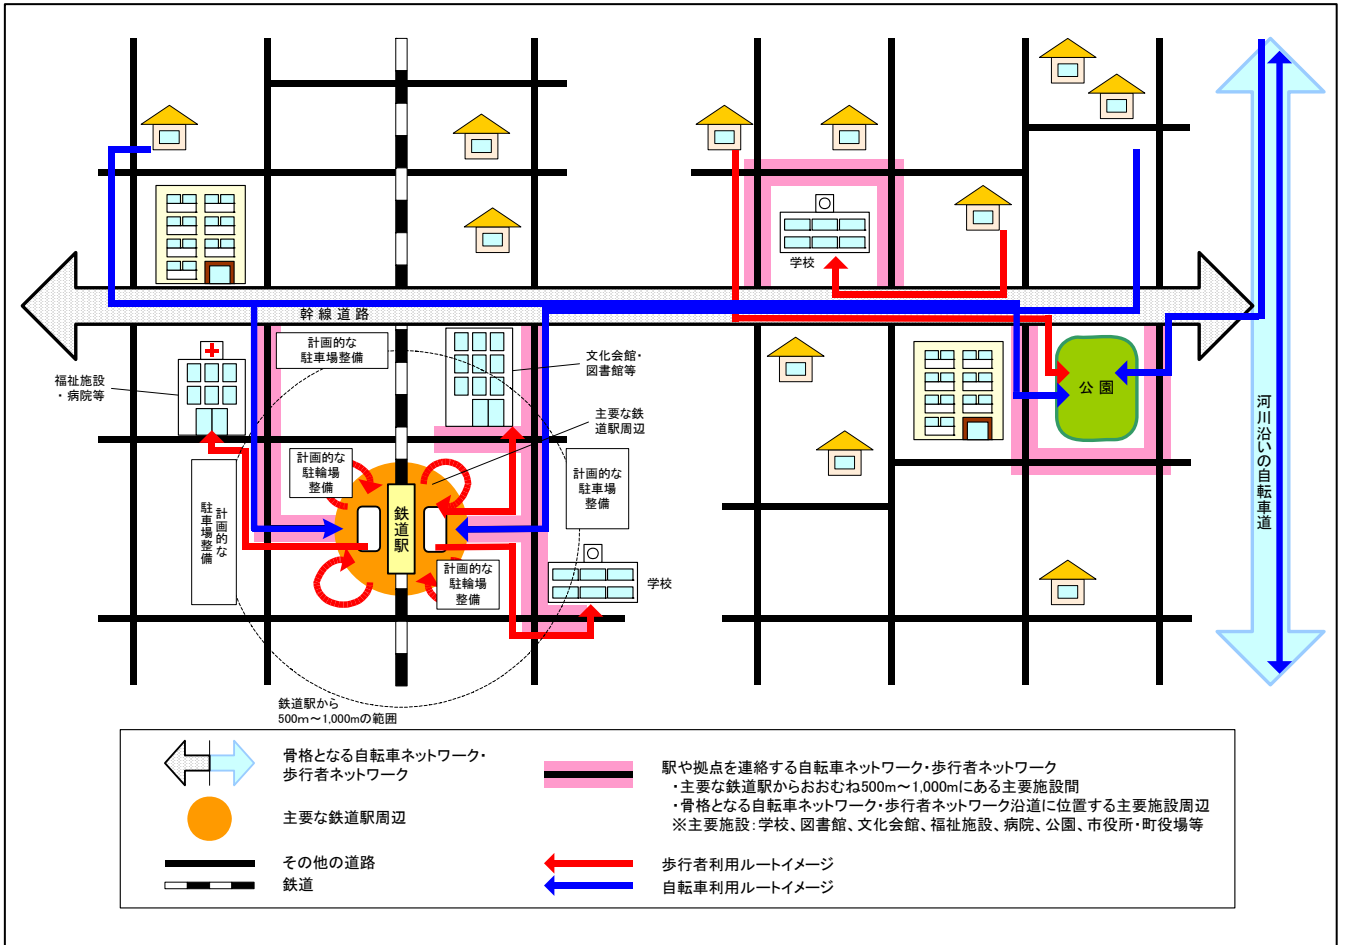 学校
幹線道路
計画的な
駐車場整備
福祉施設
・病院等
文化会館・
図書館等
公園
主要な鉄
道駅周辺
計画的な
駐輪場
整備
計画的な
駐車場
整備
計画的な
駐車場整備
鉄道駅
計画的な
駐輪場
整備
学校
河川沿いの自転車道
鉄道駅から
500m～1,000mの範囲
骨格となる自転車ネットワーク・
歩行者ネットワーク
主要な鉄道駅周辺
その他の道路
鉄道
駅や拠点を連絡する自転車ネットワーク・歩行者ネットワーク
・主要な鉄道駅からおおむね500m～1,000mにある主要施設間
・骨格となる自転車ネットワーク・歩行者ネットワーク沿道に位置する主要施設周辺
※主要施設：学校、図書館、文化会館、福祉施設、病院、公園、市役所・町役場等
歩行者利用ルートイメージ
自転車利用ルートイメージ